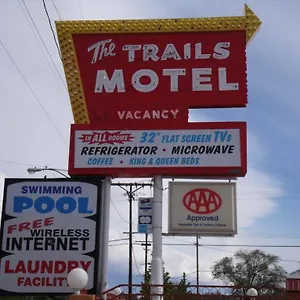 The TRAILS
MOTEL
VACANCY
IN ALL ROOMS 32" FLAT SCREEN TVs
REFRIGERATOR • MICROWAVE
COFFEE • KING & QUEEN BEDS
SWIMMING
POOL
FREE
WIRELESS
INTERNET
LAUNDRY
FACILITY
AAA
Approved